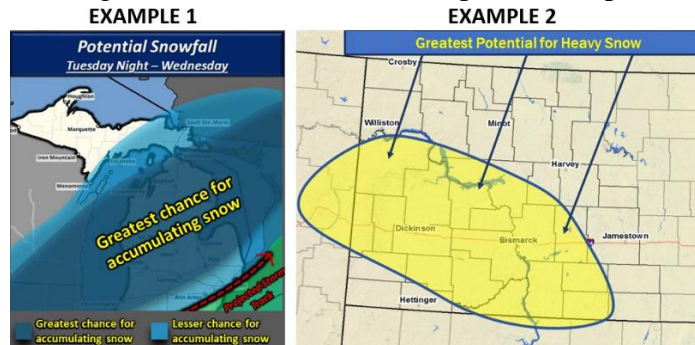 EXAMPLE 1
Potential Snowfall
Tuesday Night – Wednesday
Houghton
Marquette
Sault Ste. Marie
Iron Mountain
Menominee
Greatest chance for
accumulating snow
Ann Arbor
Projected Storm
Track
Greatest chance for
accumulating snow
Lesser chance for
accumulating snow
EXAMPLE 2
Greatest Potential for Heavy Snow
Crosby
Williston
Minot
Harvey
Dickinson
Bismarck
Jamestown
Hettinger